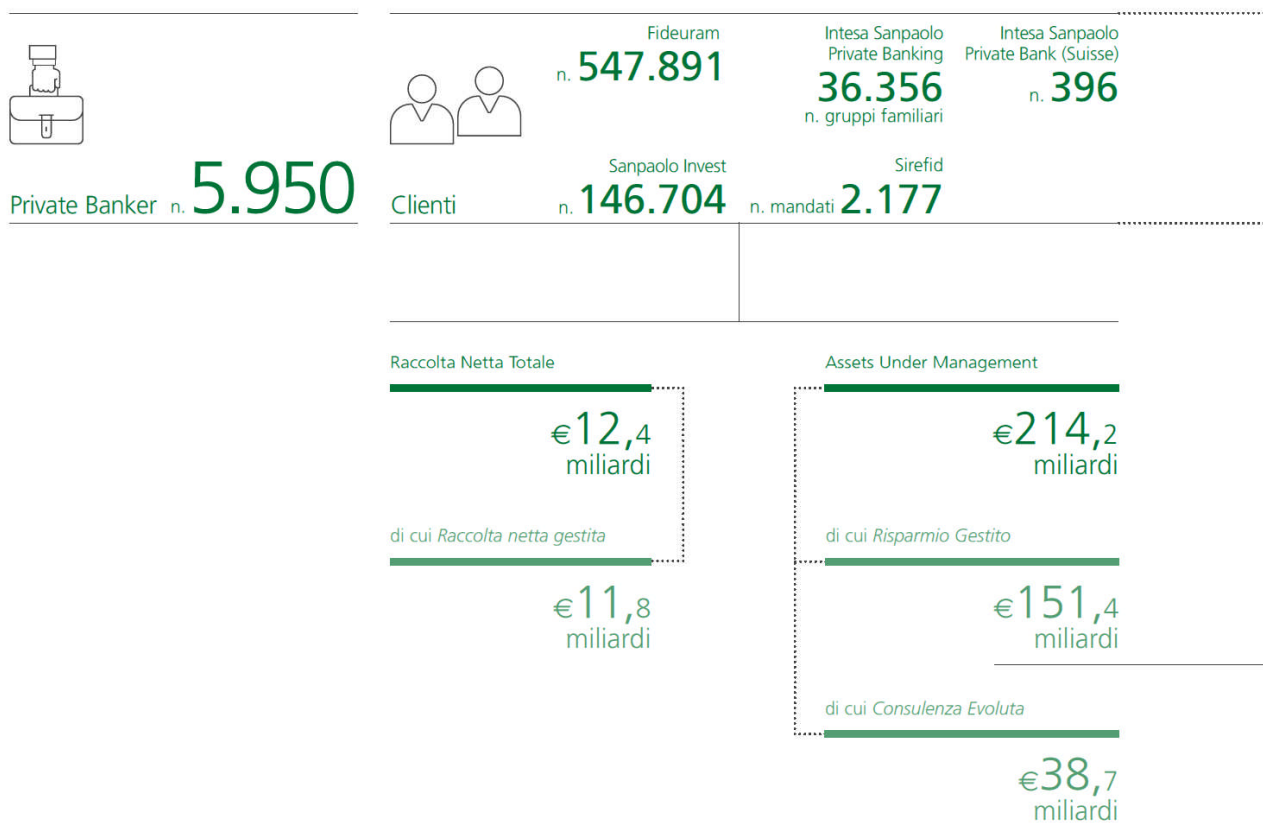 Private Banker n. 5.950
Clienti
Fideuram
n. 547.891
Intesa Sanpaolo
Private Banking
36.356
n. gruppi familiari
Intesa Sanpaolo
Private Bank (Suisse)
n. 396
Sanpaolo Invest
n. 146.704
Sirefid
n. mandati 2.177
Raccolta Netta Totale
€12,4
miliardi
di cui Raccolta netta gestita
€11,8
miliardi
Assets Under Management
€214,2
miliardi
di cui Risparmio Gestito
€151,4
miliardi
di cui Consulenza Evoluta
€38,7
miliardi